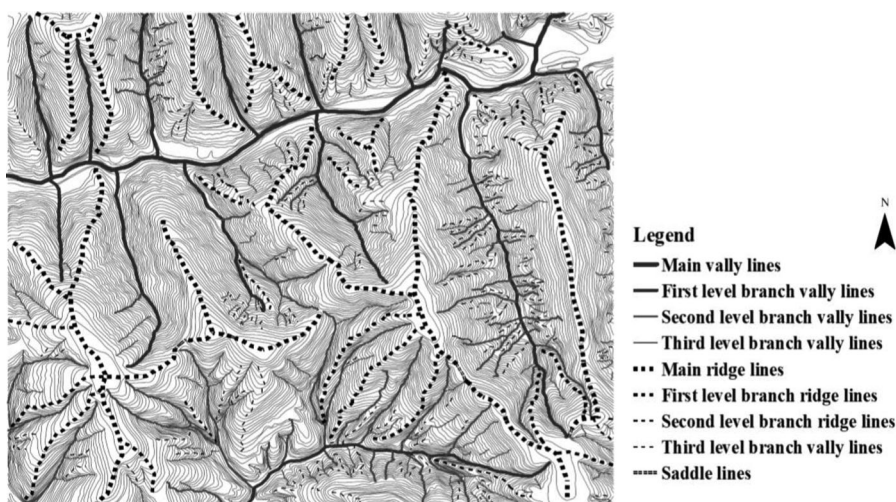 N
Legend
Main vally lines
First level branch vally lines
Second level branch vally lines
Third level branch vally lines
Main ridge lines
First level branch ridge lines
Second level branch ridge lines
Third level branch vally lines
Saddle lines